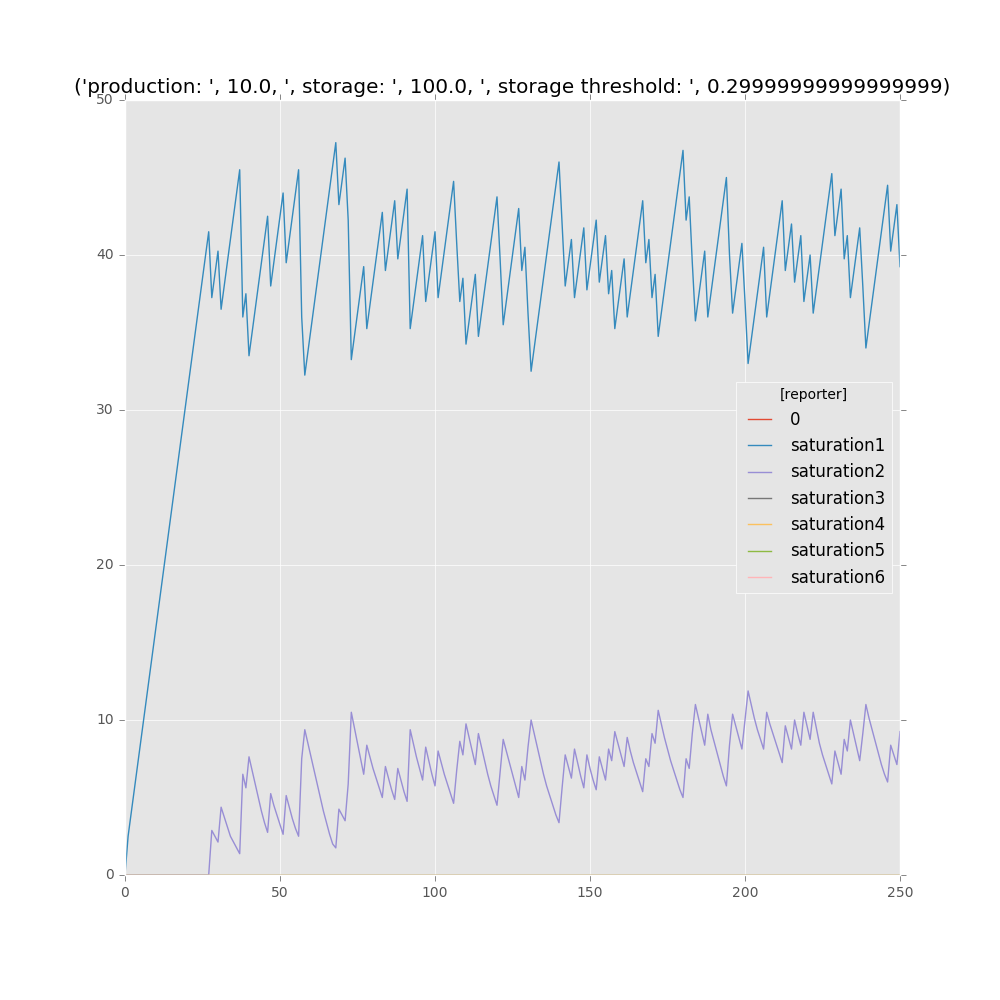 ('production: ', 10.0, ', storage: ', 100.0, ', storage threshold: ', 0.29999999999999999)
50
40
30
20
10
0
0 50 100 150 200 250
[reporter]
0
saturation1
saturation2
saturation3
saturation4
saturation5
saturation6